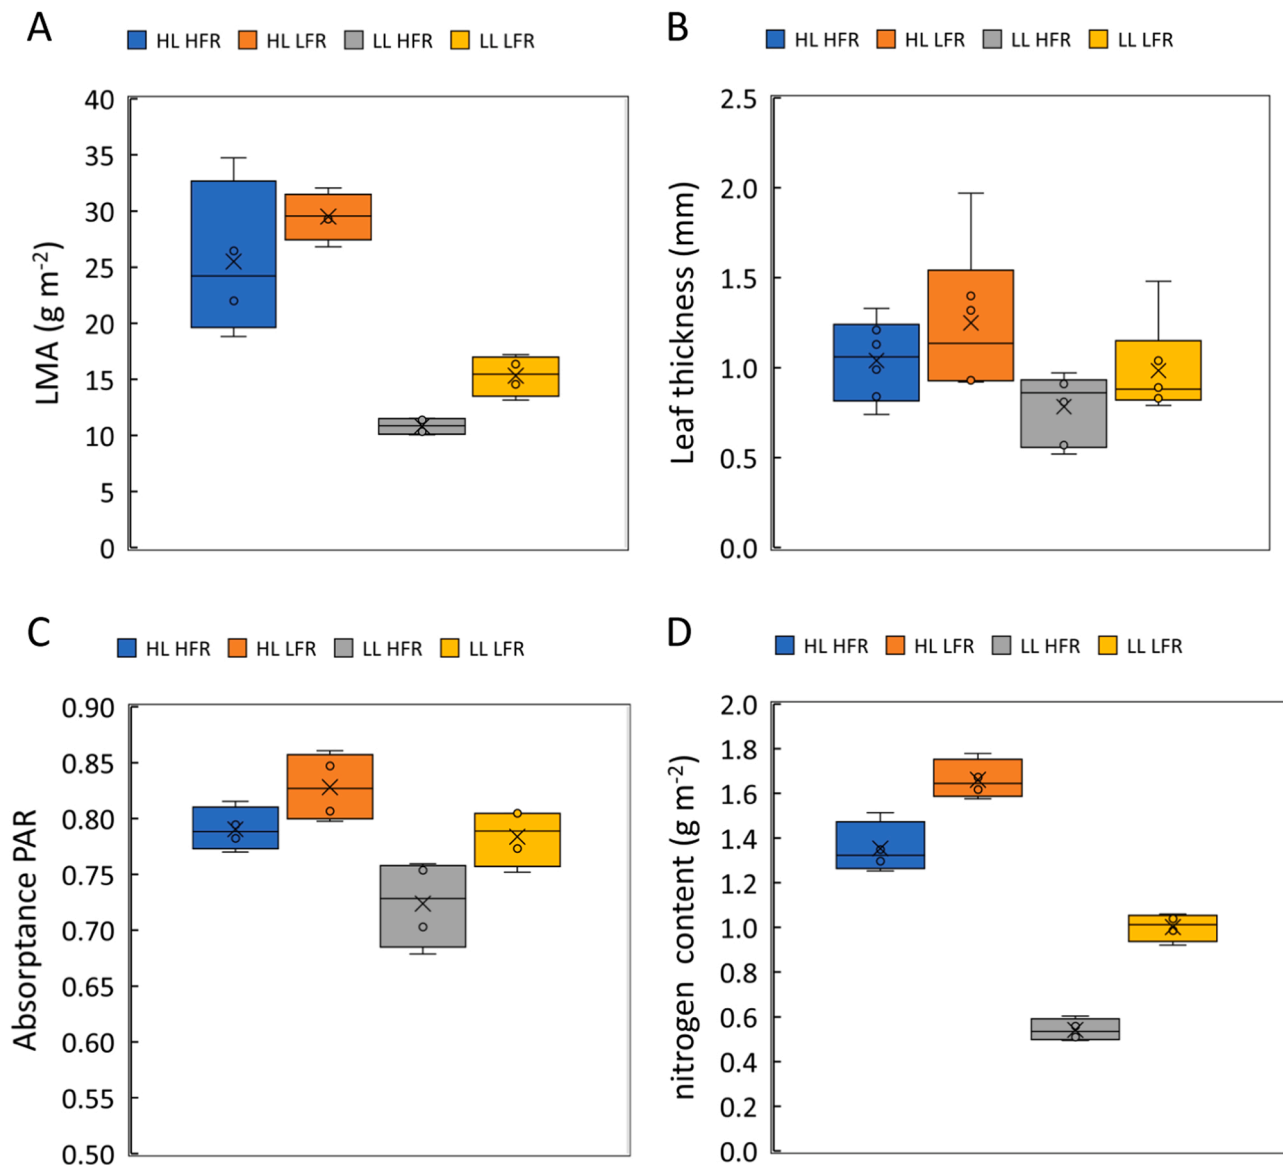 A
HL HFR HL LFR LL HFR LL LFR
LMA (g m⁻²)
40
35
30
25
20
15
10
5
0
B
HL HFR HL LFR LL HFR LL LFR
Leaf thickness (mm)
2.5
2.0
1.5
1.0
0.5
0.0
C
HL HFR HL LFR LL HFR LL LFR
Absorptance PAR
0.90
0.85
0.80
0.75
0.70
0.65
0.60
0.55
0.50
D
HL HFR HL LFR LL HFR LL LFR
nitrogen content (g m⁻²)
2.0
1.8
1.6
1.4
1.2
1.0
0.8
0.6
0.4
0.2
0.0